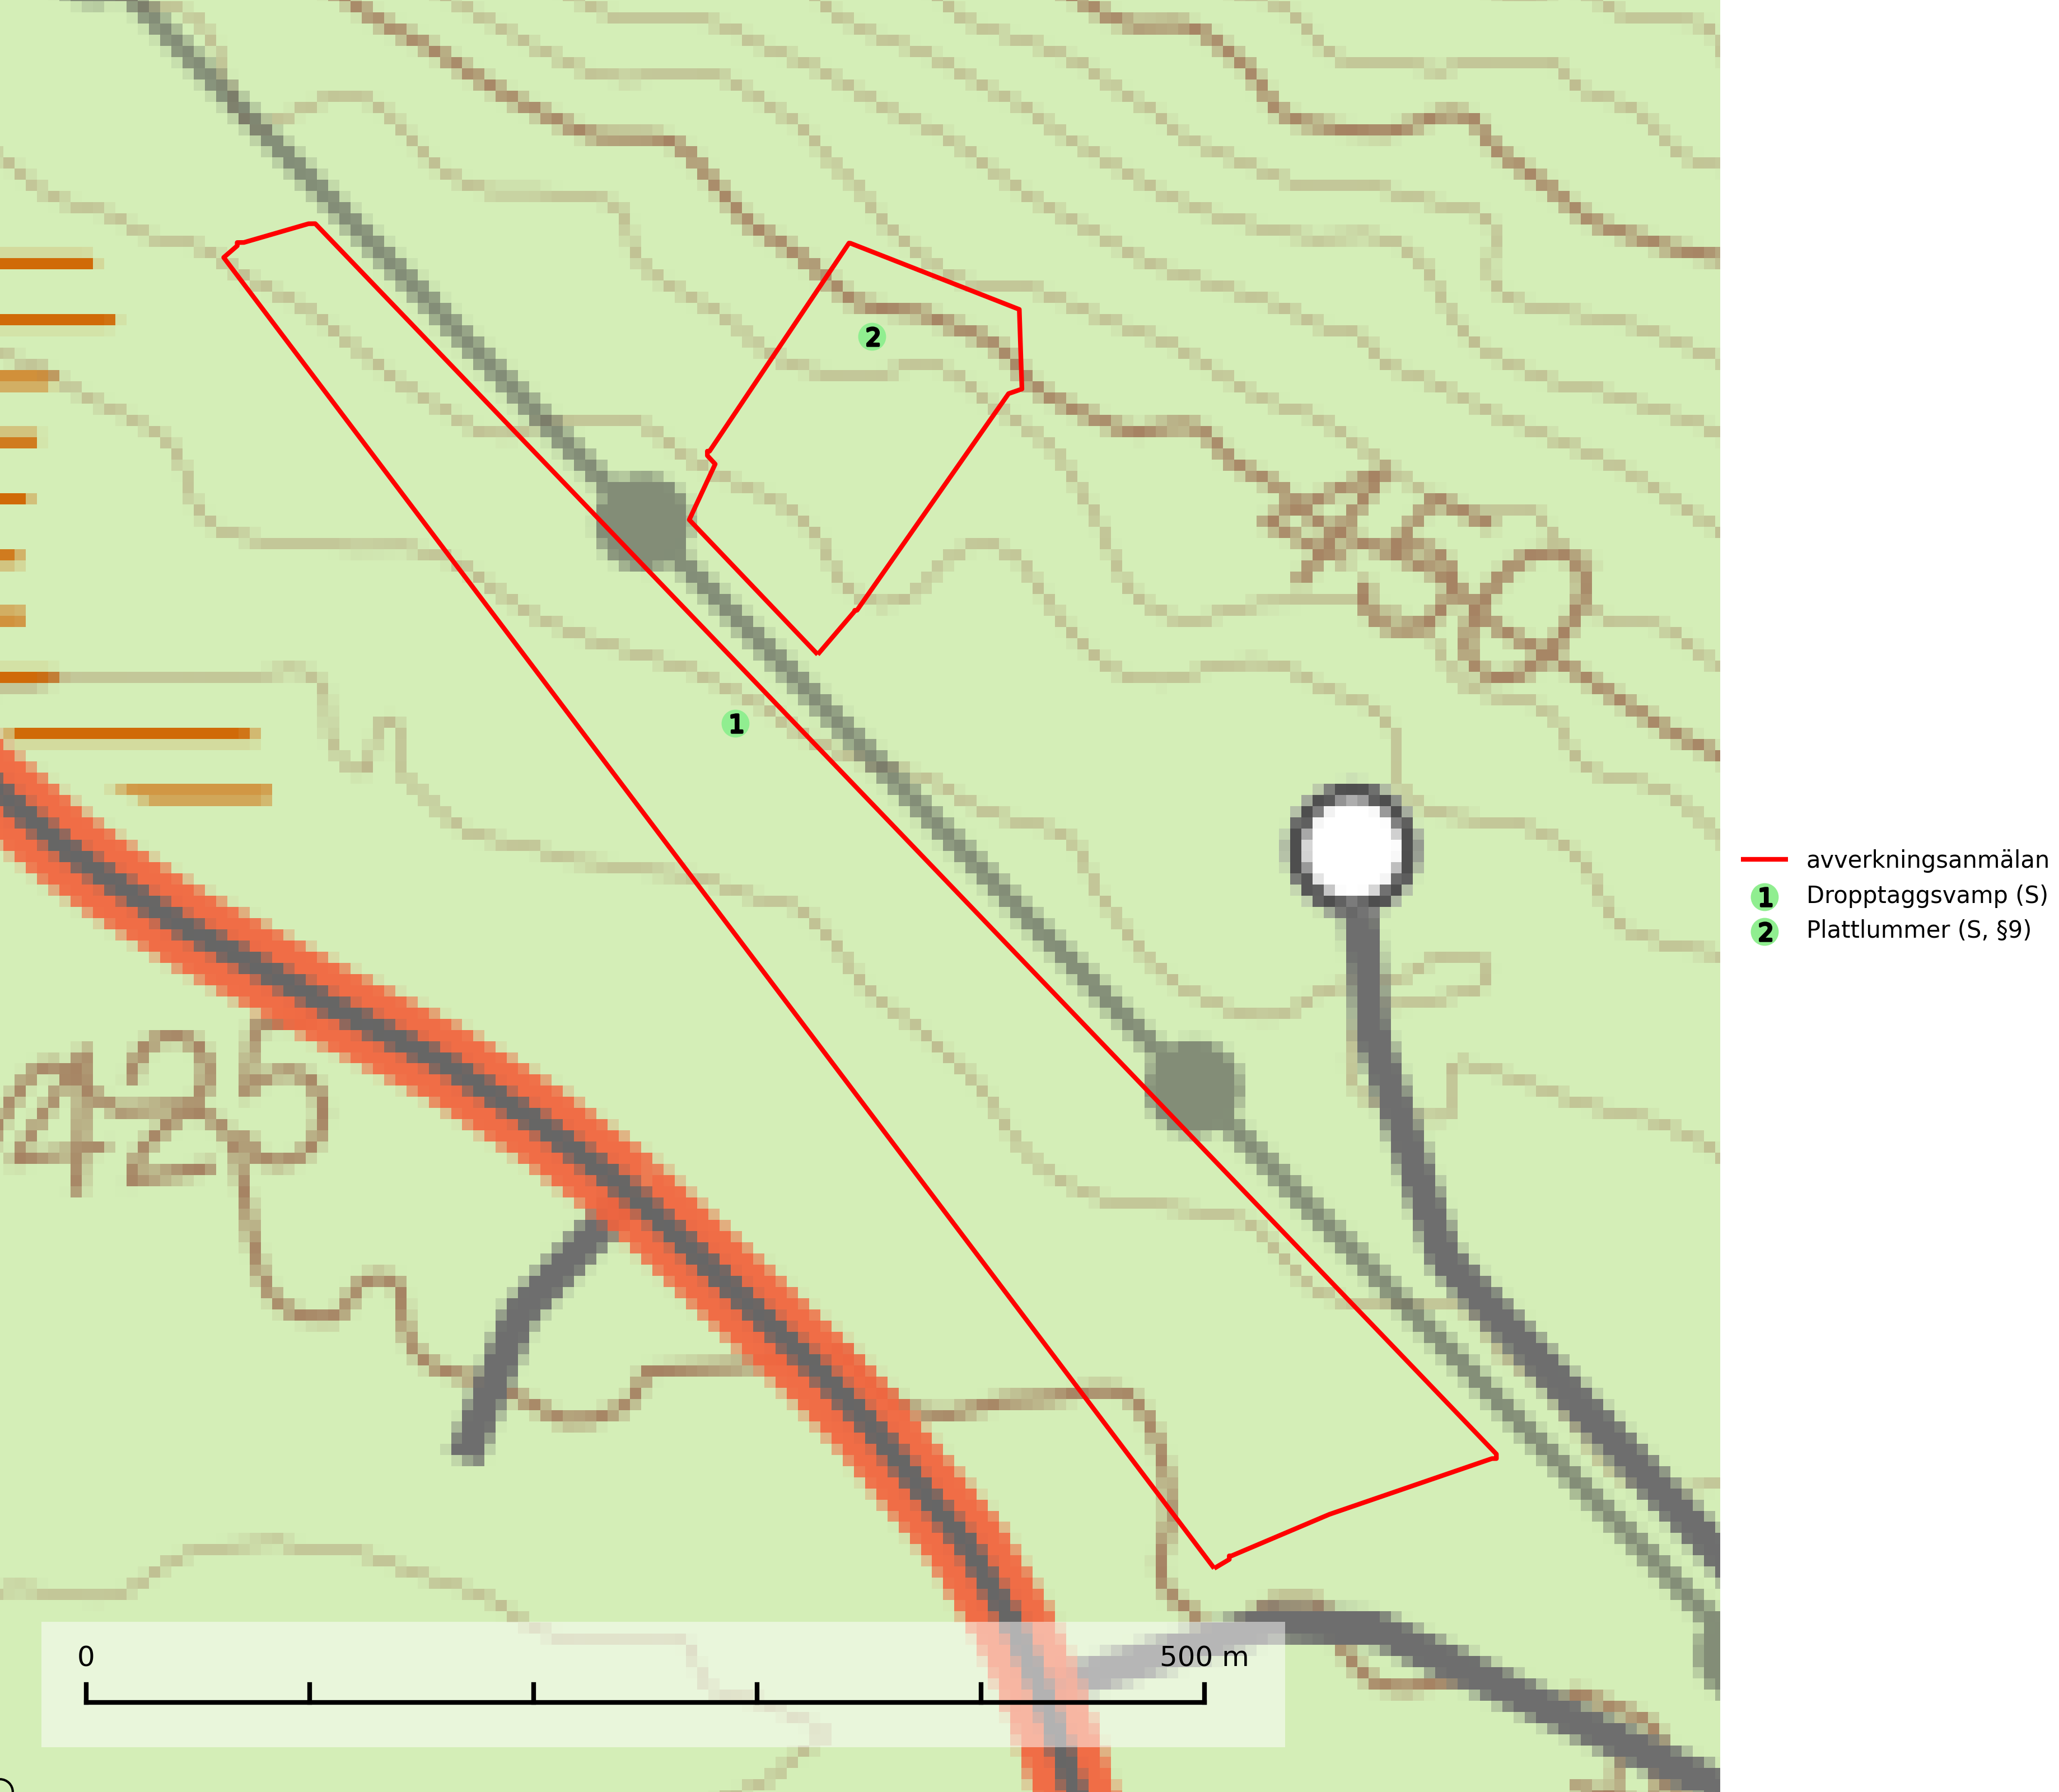 2
450
1
425
0 500 m
avverkningsanmälan
1 Dropptaggsvamp (S)
2 Plattlummer (S, §9)